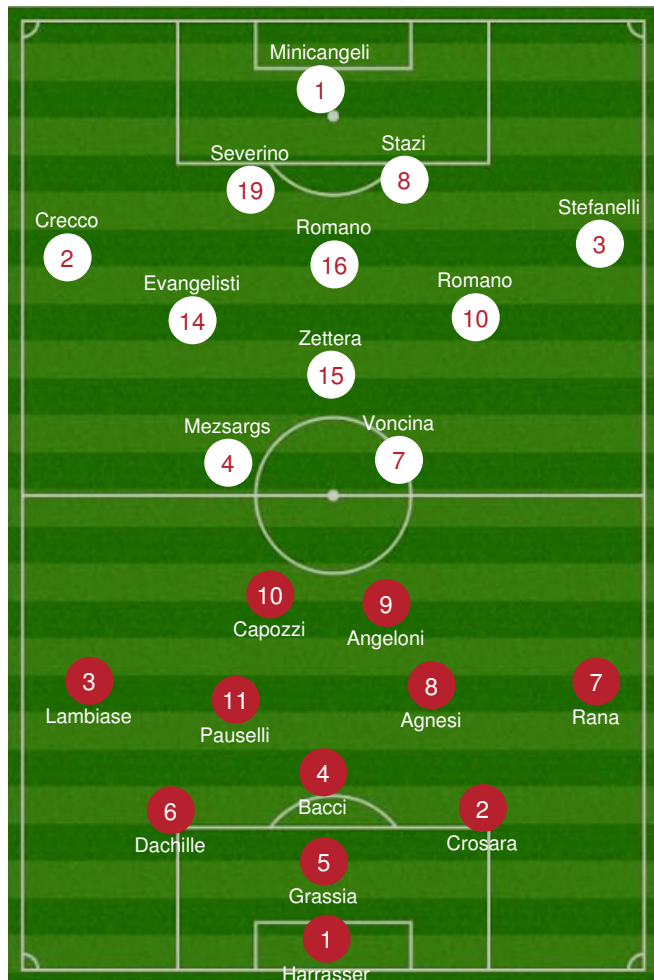 Minicangeli
1
Stazi
8
Severino
19
Stefanelli
3
Crecco
2
Romano
16
Evangelisti
14
Romano
10
Zettera
15
Mezsargs
4
Voncina
7
10
Capozzi
9
Angeloni
3
Lambiase
11
Pauselli
8
Agnesi
7
Rana
4
Bacci
6
Dachille
2
Crosara
5
Grassia
1
Harrasser